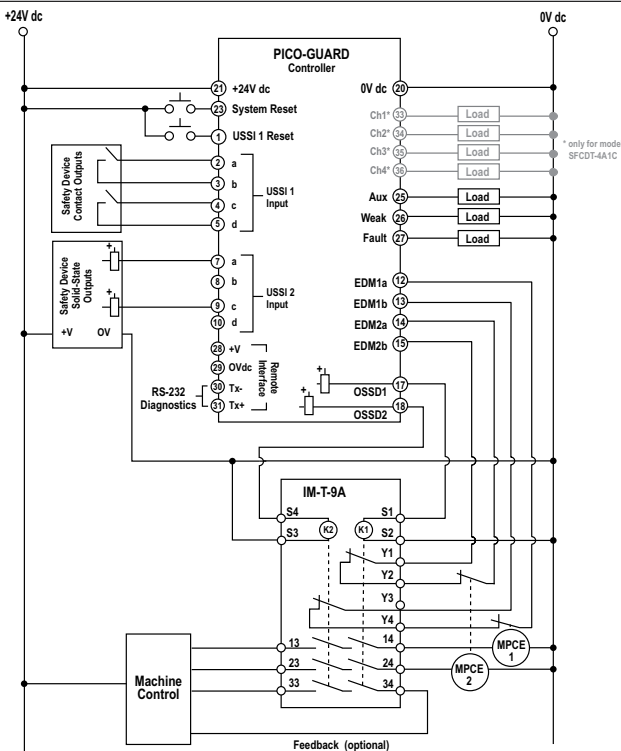 +24V dc
0V dc
PICO-GUARD
Controller
21 +24V dc
0V dc 20
23 System Reset
1 USSI 1 Reset
Ch1* 33 Load
Ch2* 34 Load
Ch3* 35 Load
Ch4* 36 Load
* only for mode
SFCDT-4A1C
Safety Device
Contact Outputs
2 a
3 b
4 c
5 d
USSI 1
Input
Aux 25 Load
Weak 26 Load
Fault 27 Load
Safety Device
Solid-State
Outputs
+
+
+V 0V
7 a
8 b
9 c
10 d
USSI 2
Input
EDM1a 12
EDM1b 13
EDM2a 14
EDM2b 15
28 +V
29 OVdc
30 Tx-
31 Tx+
Remote
Interface
RS-232
Diagnostics
+
OSSD1 17
+
OSSD2 18
IM-T-9A
S4
S3
K2
K1
S1
S2
Y1
Y2
Y3
Y4
13 14
23 24
33 34
MPCE
1
MPCE
2
Machine
Control
Feedback (optional)